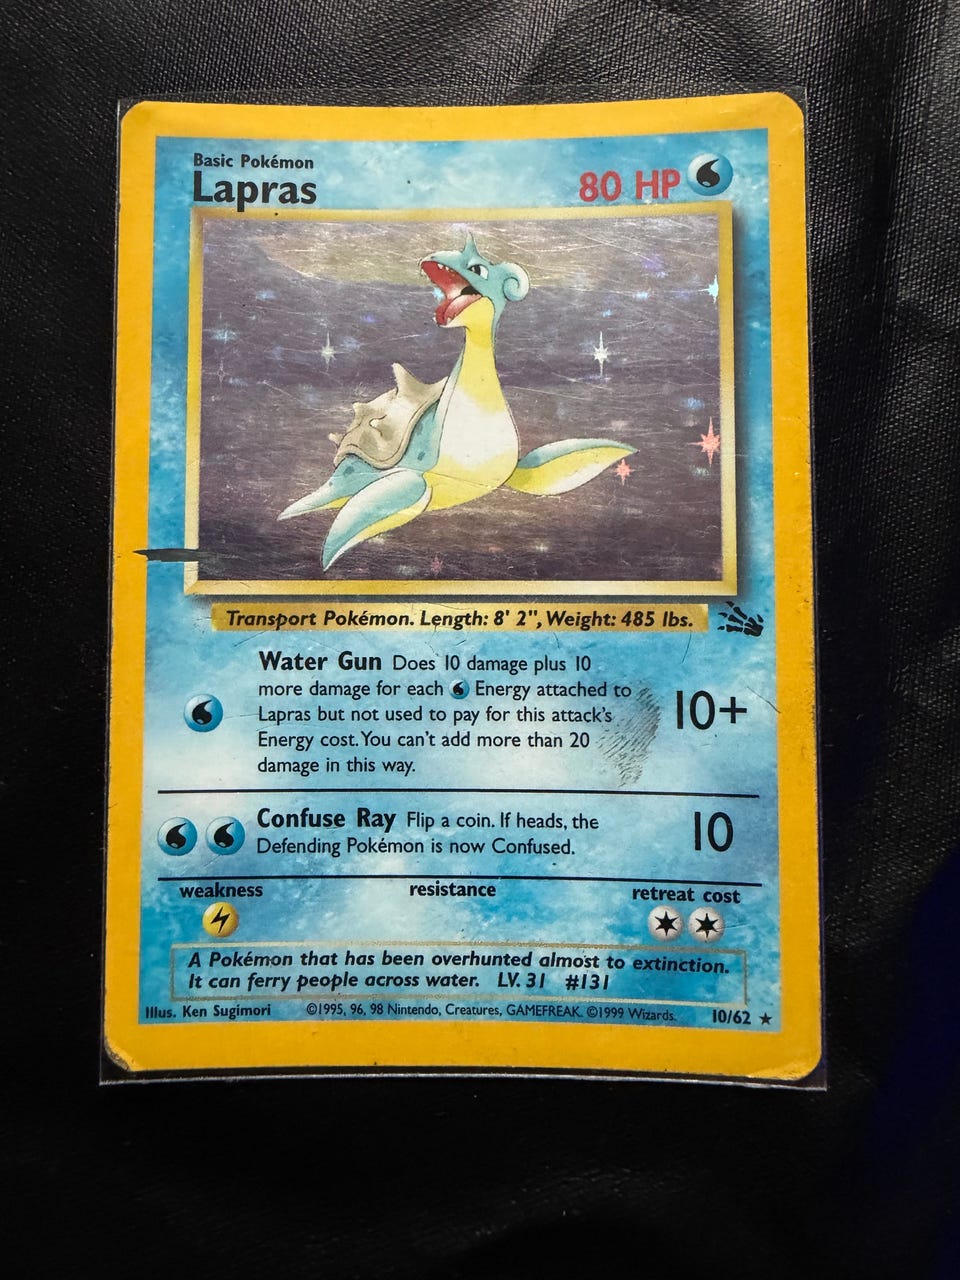 Basic Pokémon
Lapras
80 HP
Transport Pokémon. Length: 8' 2", Weight: 485 lbs.
Water Gun Does 10 damage plus 10
more damage for each Energy attached to
Lapras but not used to pay for this attack's
Energy cost. You can't add more than 20
damage in this way.
10+
Confuse Ray Flip a coin. If heads, the
Defending Pokémon is now Confused.
10
weakness
resistance
retreat cost
A Pokémon that has been overhunted almost to extinction.
It can ferry people across water. LV. 31 #131
Illus. Ken Sugimori
©1995, 96, 98 Nintendo, Creatures, GAMEFREAK. ©1999 Wizards.
10/62 ★